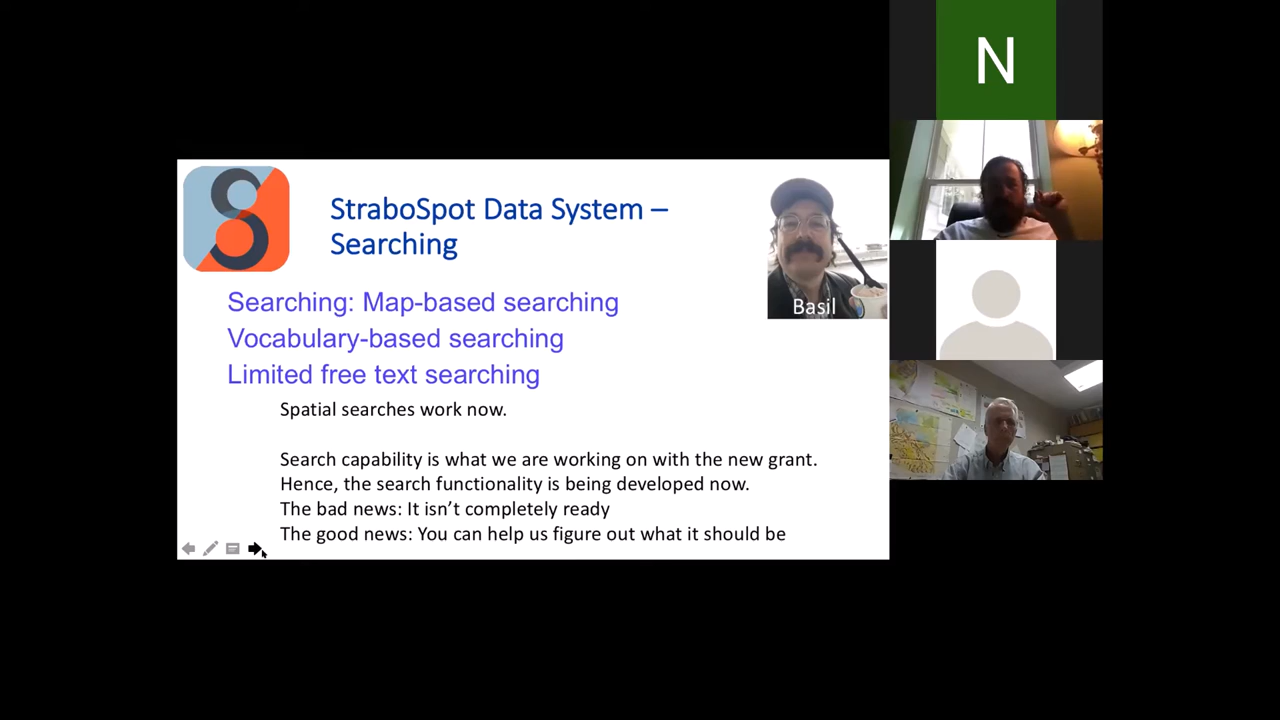 N
StraboSpot Data System –
Searching
Basil
Searching: Map-based searching
Vocabulary-based searching
Limited free text searching
Spatial searches work now.
Search capability is what we are working on with the new grant.
Hence, the search functionality is being developed now.
The bad news: It isn’t completely ready
The good news: You can help us figure out what it should be